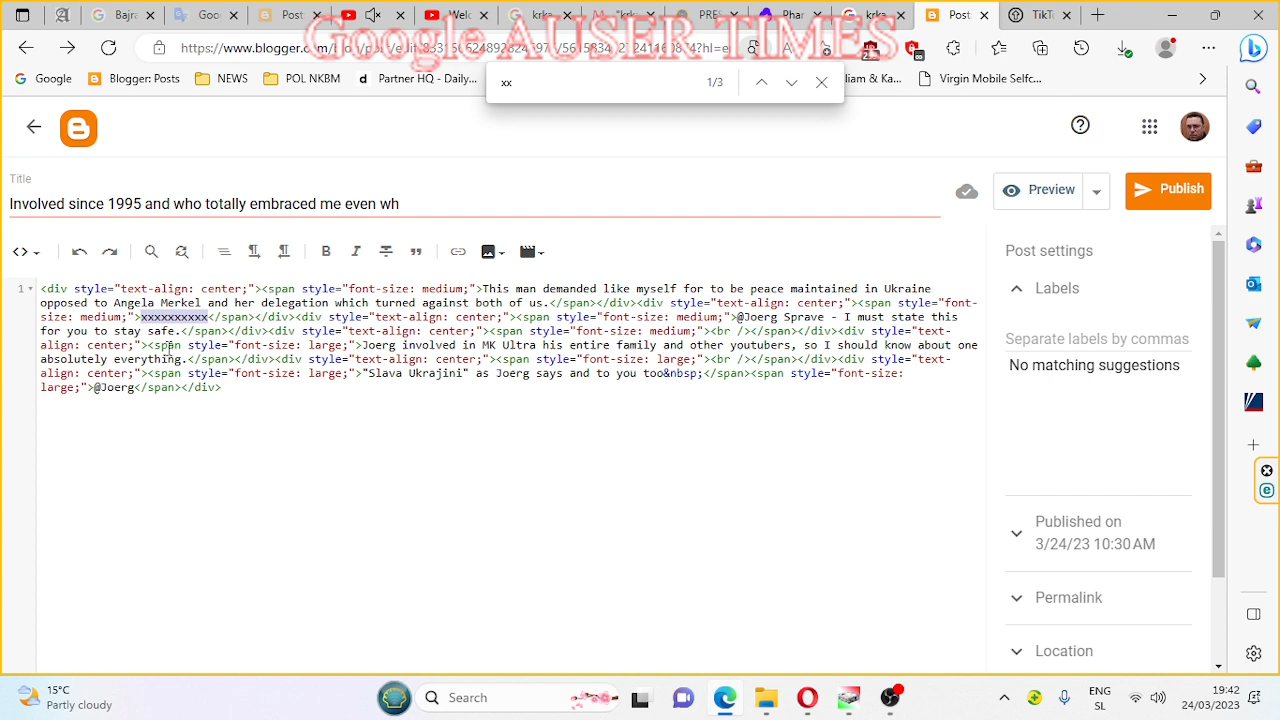 Google AUSER TIMES
Bajra
Goo
Post
Wel
krka
PRES
Phar
krka
Post
TikT
https://www.blogger.com/
Google
Blogger: Posts
NEWS
POL NKBM
Partner HQ - Daily...
liam & Ka...
Virgin Mobile Selfc...
xx
1/3
Title
Involved since 1995 and who totally embraced me even wh
Preview
Publish
1
<div style="text-align: center;"><span style="font-size: medium;">This man demanded like myself for to be peace maintained in Ukraine
opposed to Angela Merkel and her delegation which turned against both of us.</span></div><div style="text-align: center;"><span style="font-
size: medium;">xxxxxxxxxx</span></div><div style="text-align: center;"><span style="font-size: medium;">@Joerg Sprave - I must state this
for you to stay safe.</span></div><div style="text-align: center;"><span style="font-size: medium;"><br /></span></div><div style="text-
align: center;"><span style="font-size: large;">Joerg involved in MK Ultra his entire family and other youtubers, so I should know about one
absolutely everything.</span></div><div style="text-align: center;"><span style="font-size: large;"><br /></span></div><div style="text-
align: center;"><span style="font-size: large;">"Slava Ukrajini" as Joerg says and to you too&nbsp;</span><span style="font-size:
large;">@Joerg</span></div>
Post settings
Labels
Separate labels by commas
No matching suggestions
Published on
3/24/23 10:30 AM
Permalink
Location
15°C
Partly cloudy
Search
ENG
SL
19:42
24/03/2023